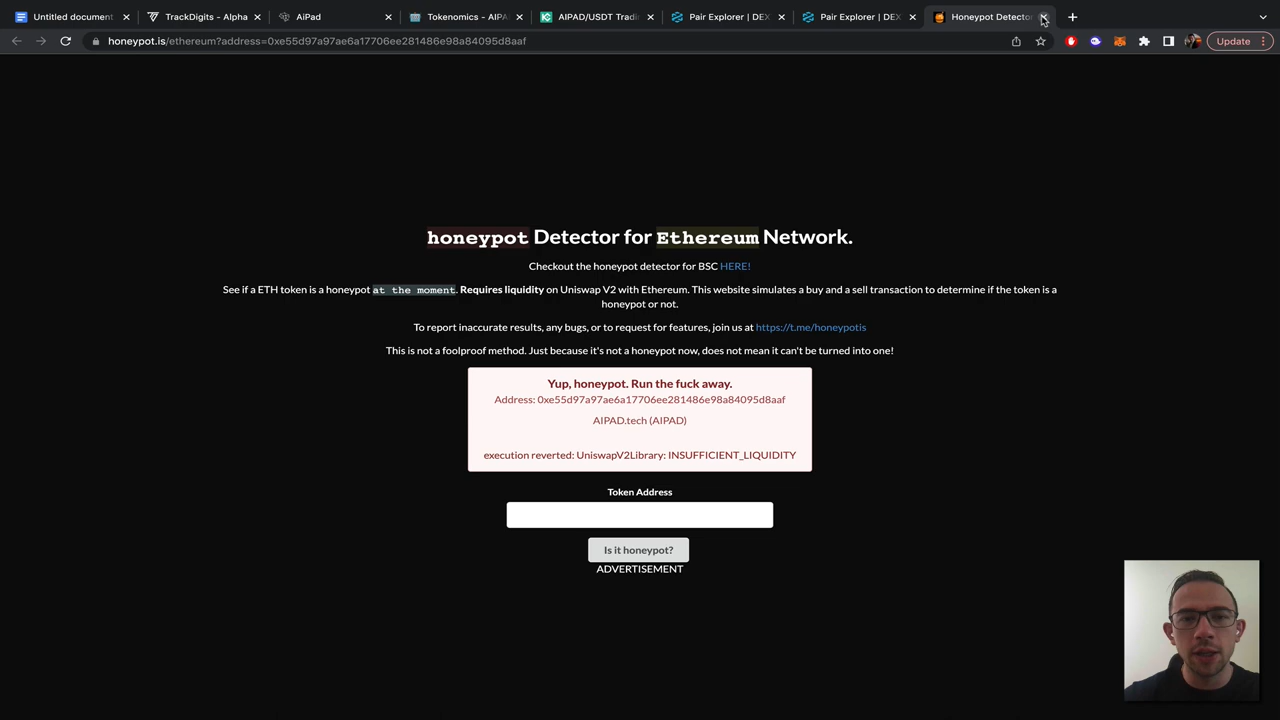 Untitled document
TrackDigits - Alpha
AiPad
Tokenomics - AIPA
AIPAD/USDT Tradi
Pair Explorer | DEX
Pair Explorer | DEX
Honeypot Detector
honeypot.is/ethereum?address=0xe55d97a97ae6a17706ee281486e98a84095d8aaf
Update
honeypot Detector for Ethereum Network.
Checkout the honeypot detector for BSC HERE!
See if a ETH token is a honeypot at the moment. Requires liquidity on Uniswap V2 with Ethereum. This website simulates a buy and a sell transaction to determine if the token is a
honeypot or not.
To report inaccurate results, any bugs, or to request for features, join us at https://t.me/honeypotis
This is not a foolproof method. Just because it's not a honeypot now, does not mean it can't be turned into one!
Yup, honeypot. Run the fuck away.
Address: 0xe55d97a97ae6a17706ee281486e98a84095d8aaf
AIPAD.tech (AIPAD)
execution reverted: UniswapV2Library: INSUFFICIENT_LIQUIDITY
Token Address
Is it honeypot?
ADVERTISEMENT